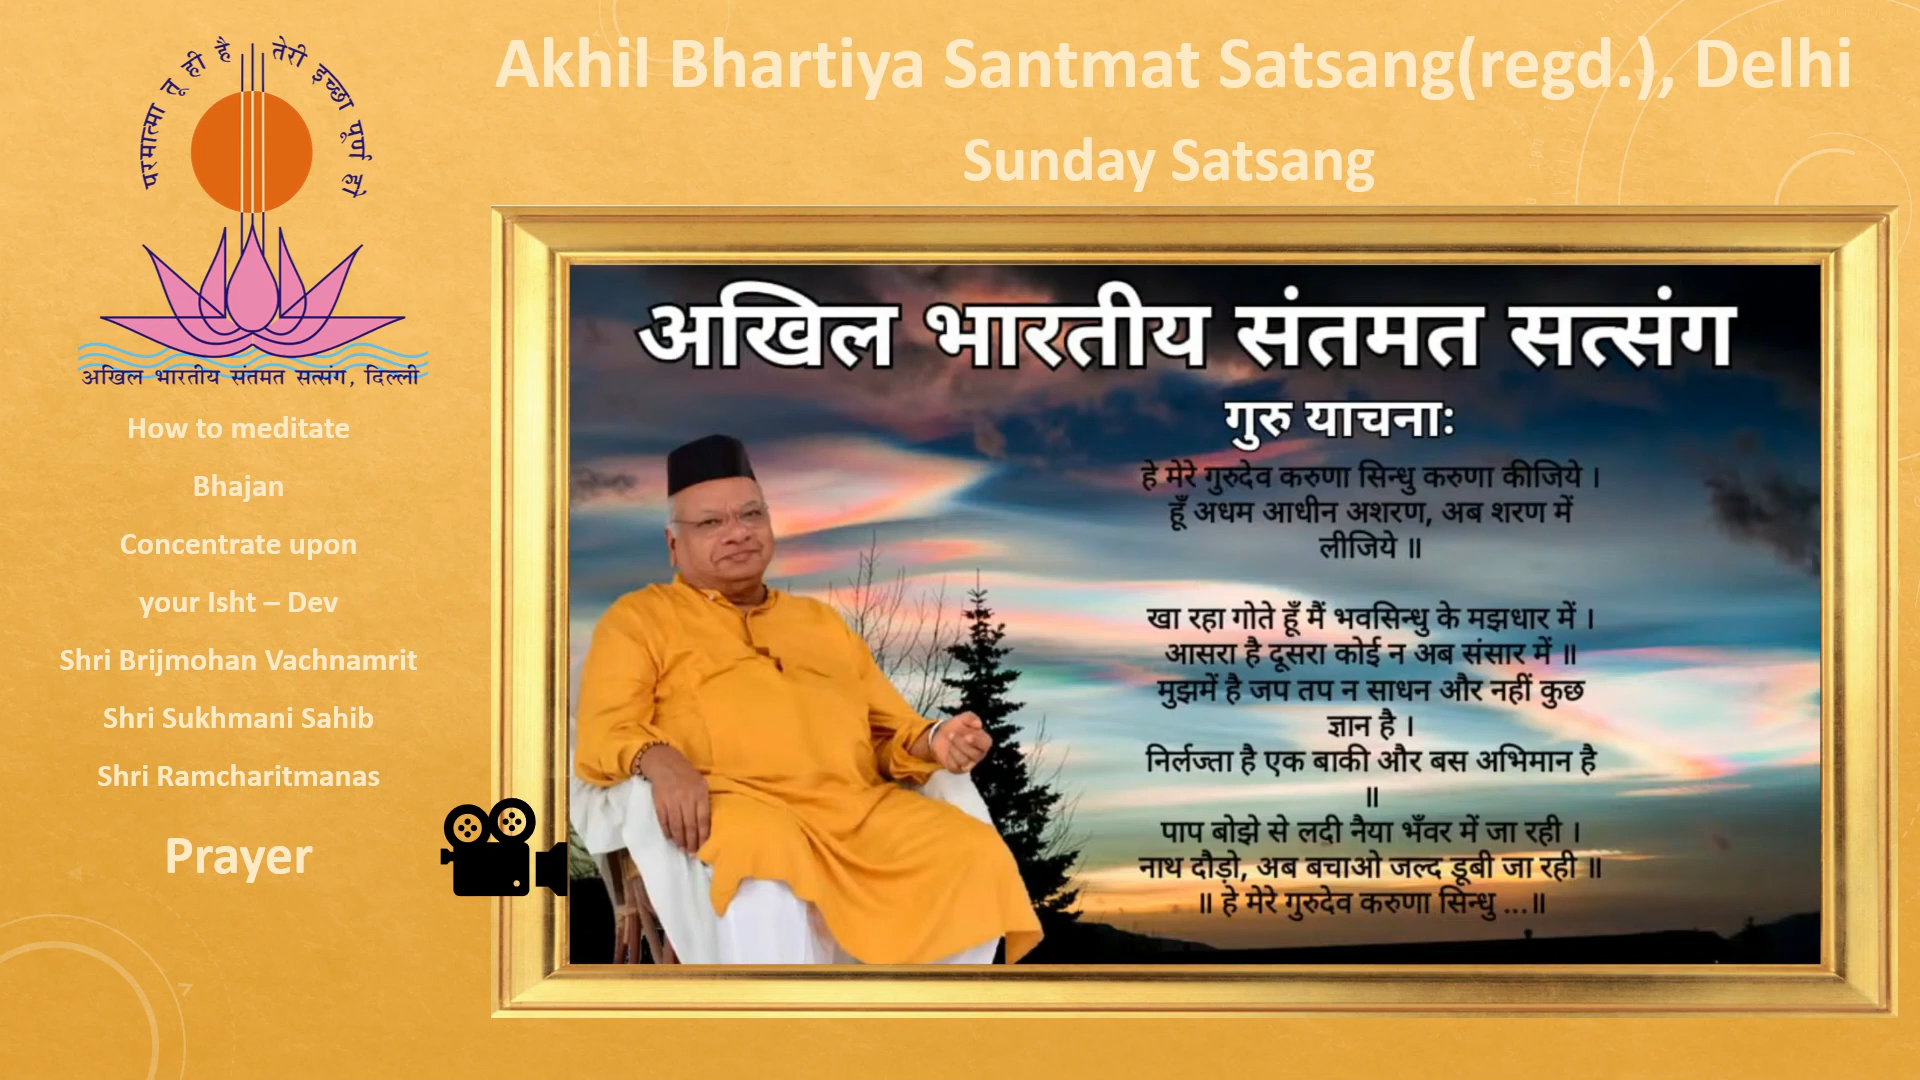 परमात्मा तू ही है तेरी इच्छा पूर्ण हो
अखिल भारतीय संतमत सत्संग, दिल्ली
How to meditate
Bhajan
Concentrate upon
your Isht – Dev
Shri Brijmohan Vachnamrit
Shri Sukhmani Sahib
Shri Ramcharitmanas
Prayer
Akhil Bhartiya Santmat Satsang(regd.), Delhi
Sunday Satsang
अखिल भारतीय संतमत सत्संग
गुरु याचनाः
हे मेरे गुरुदेव करुणा सिन्धु करुणा कीजिये ।
हूँ अधम आधीन अशरण, अब शरण में
लीजिये ॥
खा रहा गोते हूँ मैं भवसिन्धु के मझधार में ।
आसरा है दूसरा कोई न अब संसार में ॥
मुझमें है जप तप न साधन और नहीं कुछ
ज्ञान है ।
निर्लज्ता है एक बाकी और बस अभिमान है
॥
पाप बोझे से लदी नैया भँवर में जा रही ।
नाथ दौड़ो, अब बचाओ जल्द डूबी जा रही ॥
॥ हे मेरे गुरुदेव करुणा सिन्धु ...॥